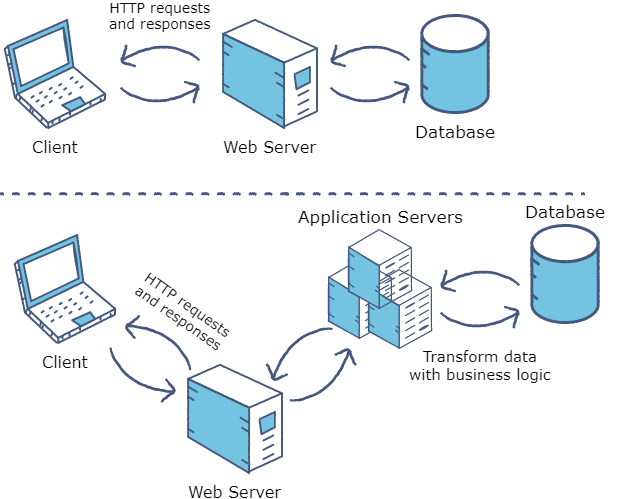 HTTP requests
and responses
Client
Web Server
Database
Application Servers
Database
HTTP requests
and responses
Client
Transform data
with business logic
Web Server